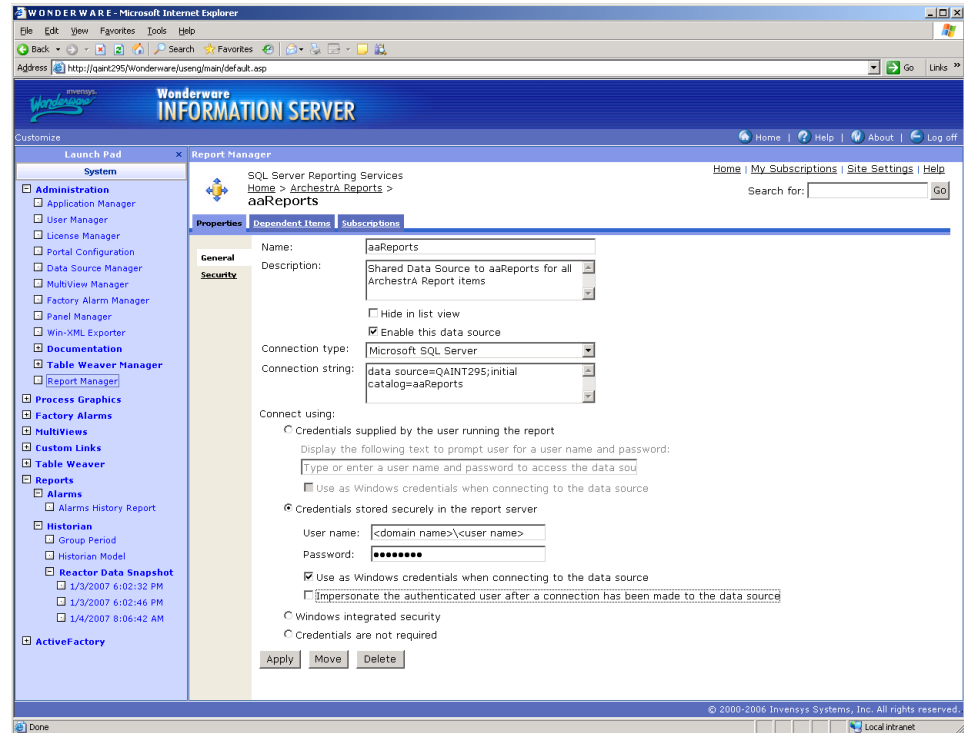 WONDERWARE - Microsoft Internet Explorer
File Edit View Favorites Tools Help
Back Search Favorites
Address http://qaint295/Wonderware/useng/main/default.asp Go Links »
invensys.
Wonderware
Wonderware
INFORMATION SERVER
Customize
Home | Help | About | Log off
Launch Pad ×
Report Manager
System
Administration
Application Manager
User Manager
License Manager
Portal Configuration
Data Source Manager
MultiView Manager
Factory Alarm Manager
Panel Manager
Win-XML Exporter
Documentation
Table Weaver Manager
Report Manager
Process Graphics
Factory Alarms
MultiViews
Custom Links
Table Weaver
Reports
Alarms
Alarms History Report
Historian
Group Period
Historian Model
Reactor Data Snapshot
1/3/2007 6:02:32 PM
1/3/2007 6:02:46 PM
1/4/2007 8:06:42 AM
ActiveFactory
SQL Server Reporting Services
Home > ArchestrA Reports >
aaReports
Home | My Subscriptions | Site Settings | Help
Search for: Go
Properties Dependent Items Subscriptions
General
Security
Name: aaReports
Description: Shared Data Source to aaReports for all
ArchestrA Report items
Hide in list view
Enable this data source
Connection type: Microsoft SQL Server
Connection string: data source=QAINT295;initial
catalog=aaReports
Connect using:
Credentials supplied by the user running the report
Display the following text to prompt user for a user name and password:
Type or enter a user name and password to access the data sou
Use as Windows credentials when connecting to the data source
Credentials stored securely in the report server
User name: <domain name>\<user name>
Password: ●●●●●●●●
Use as Windows credentials when connecting to the data source
Impersonate the authenticated user after a connection has been made to the data source
Windows integrated security
Credentials are not required
Apply Move Delete
© 2000-2006 Invensys Systems, Inc. All rights reserved.
Done Local intranet